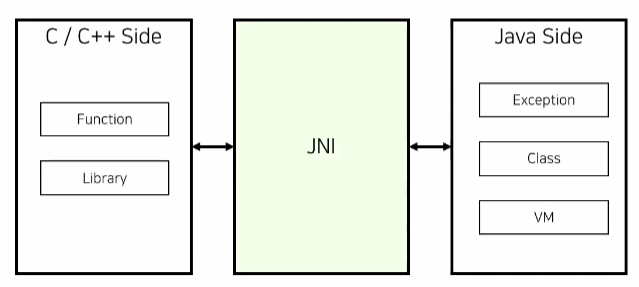 C / C++ Side
Function
Library
JNI
Java Side
Exception
Class
VM